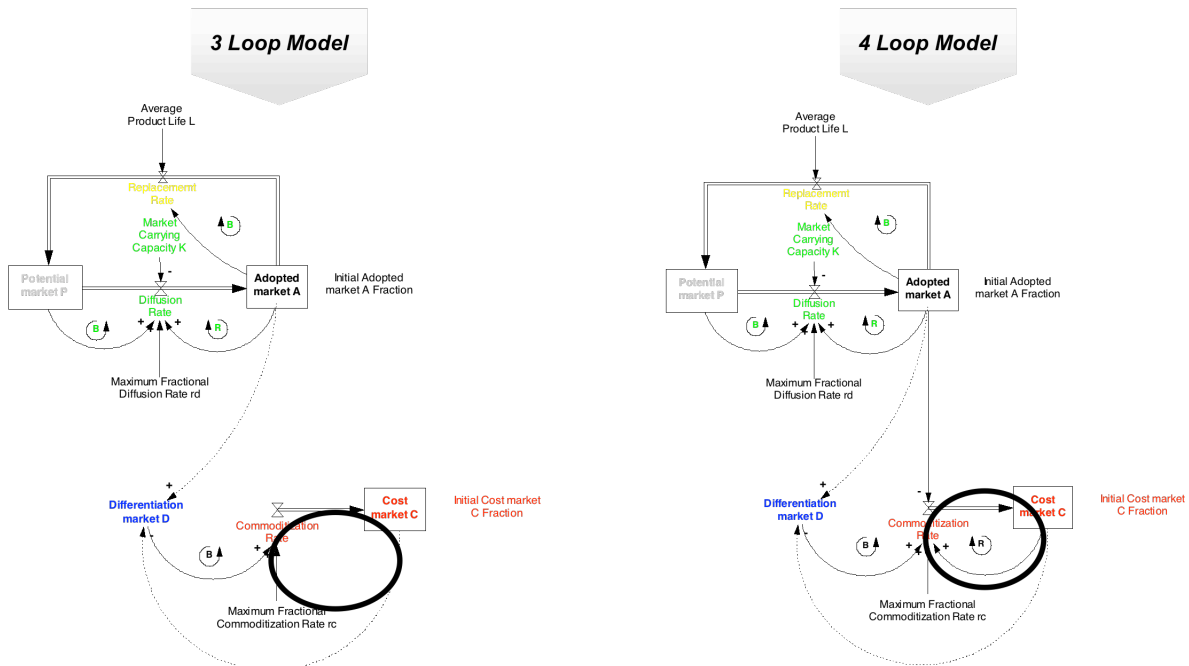 3 Loop Model
Average
Product Life L
Replacemernt
Rate
B
Market
Carrying
Capacity K
-
Potential
market P
Adopted
market A
Initial Adopted
market A Fraction
Diffusion
Rate
+
+
+
B
R
Maximum Fractional
Diffusion Rate rd
+
Differentiation
market D
-
Cost
market C
Initial Cost market
C Fraction
Commoditization
Rate
+
+
B
Maximum Fractional
Commoditization Rate rc
4 Loop Model
Average
Product Life L
Replacemernt
Rate
B
Market
Carrying
Capacity K
-
Potential
market P
Adopted
market A
Initial Adopted
market A Fraction
Diffusion
Rate
+
+
+
B
R
Maximum Fractional
Diffusion Rate rd
+
-
Differentiation
market D
-
Cost
market C
Initial Cost market
C Fraction
Commoditization
Rate
+
+
+
B
R
Maximum Fractional
Commoditization Rate rc